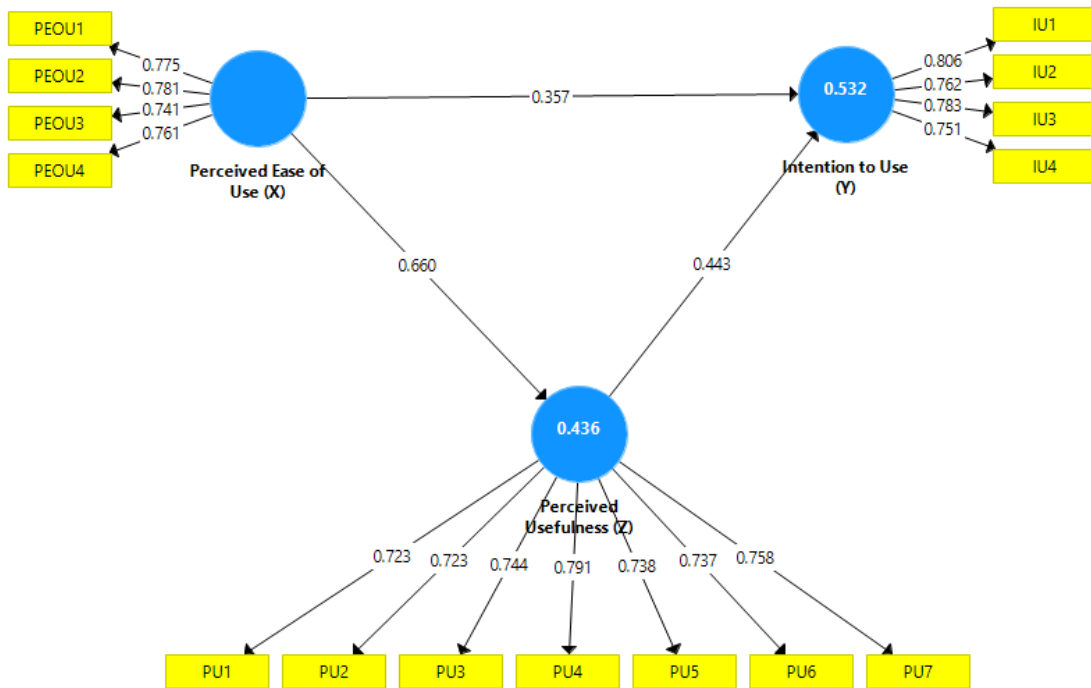 PEOU1
PEOU2
PEOU3
PEOU4
0.775
0.781
0.741
0.761
Perceived Ease of
Use (X)
0.357
0.532
Intention to Use
(Y)
0.806
0.762
0.783
0.751
IU1
IU2
IU3
IU4
0.660
0.443
0.436
Perceived
Usefulness (Z)
0.723
0.723
0.744
0.791
0.738
0.737
0.758
PU1
PU2
PU3
PU4
PU5
PU6
PU7